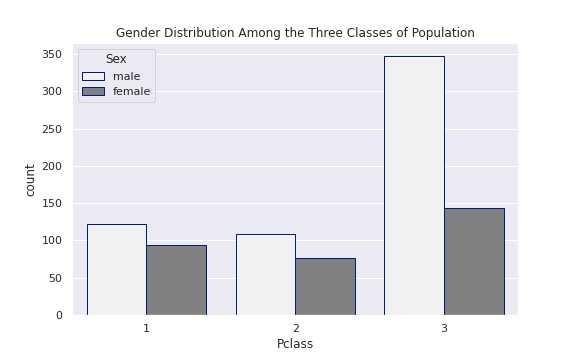 Gender Distribution Among the Three Classes of Population
Sex
male
female
350
300
250
200
150
100
50
0
count
1 2 3
Pclass